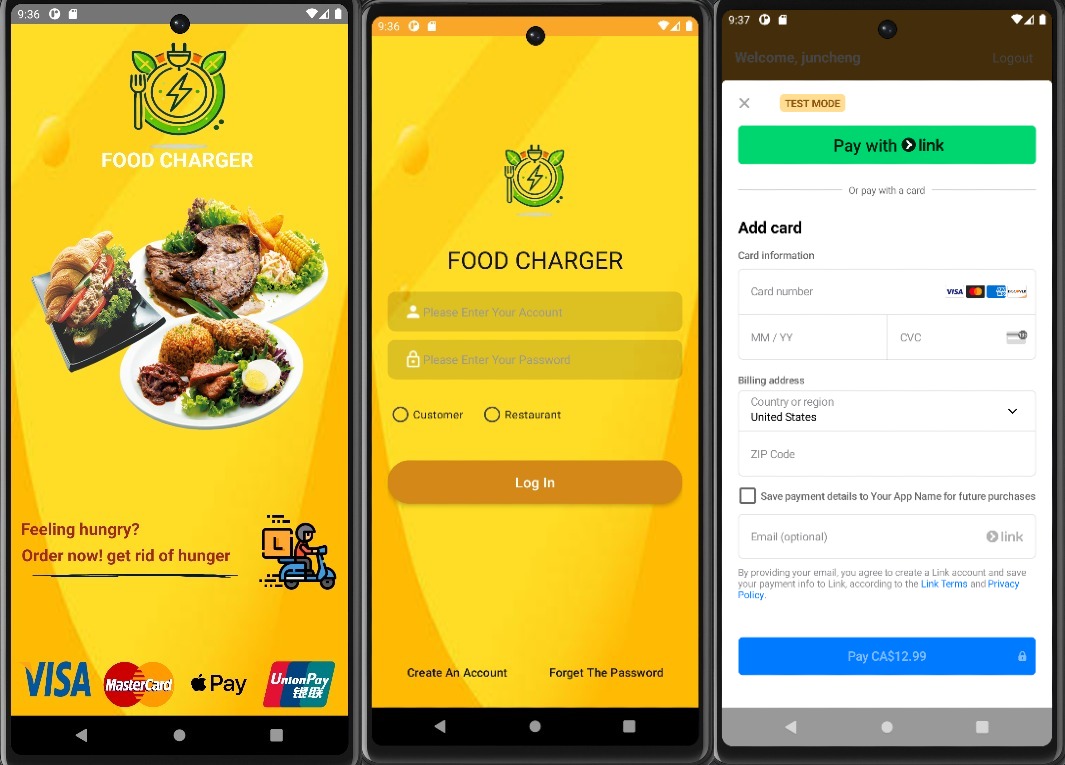 9:36
FOOD CHARGER
Feeling hungry?
Order now! get rid of hunger
L
VISA
MasterCard
Pay
UnionPay
银联
9:36
FOOD CHARGER
Please Enter Your Account
Please Enter Your Password
Customer
Restaurant
Log In
Create An Account
Forget The Password
9:37
Welcome, juncheng
Logout
TEST MODE
Pay with link
Or pay with a card
Add card
Card information
Card number
VISA
DISCOVER
MM / YY
CVC
Billing address
Country or region
United States
ZIP Code
Save payment details to Your App Name for future purchases
Email (optional)
link
By providing your email, you agree to create a Link account and save
your payment info to Link, according to the Link Terms and Privacy
Policy.
Pay CA$12.99